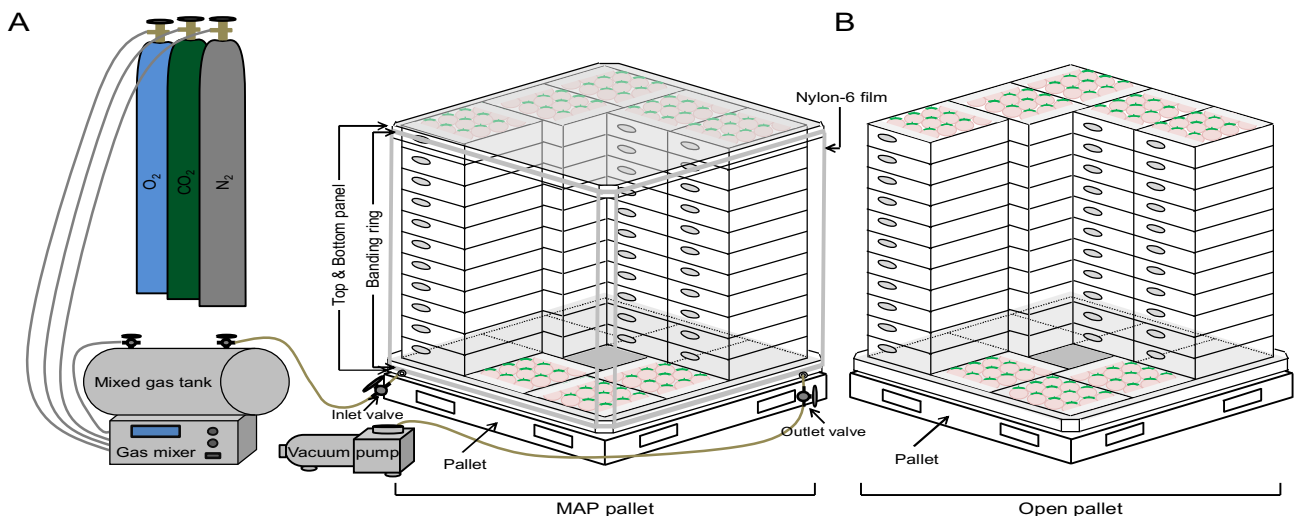 A
B
O2
CO2
N2
Nylon-6 film
Top & Bottom panel
Banding ring
Mixed gas tank
Inlet valve
Gas mixer
Vacuum pump
Pallet
Outlet valve
Pallet
MAP pallet
Open pallet